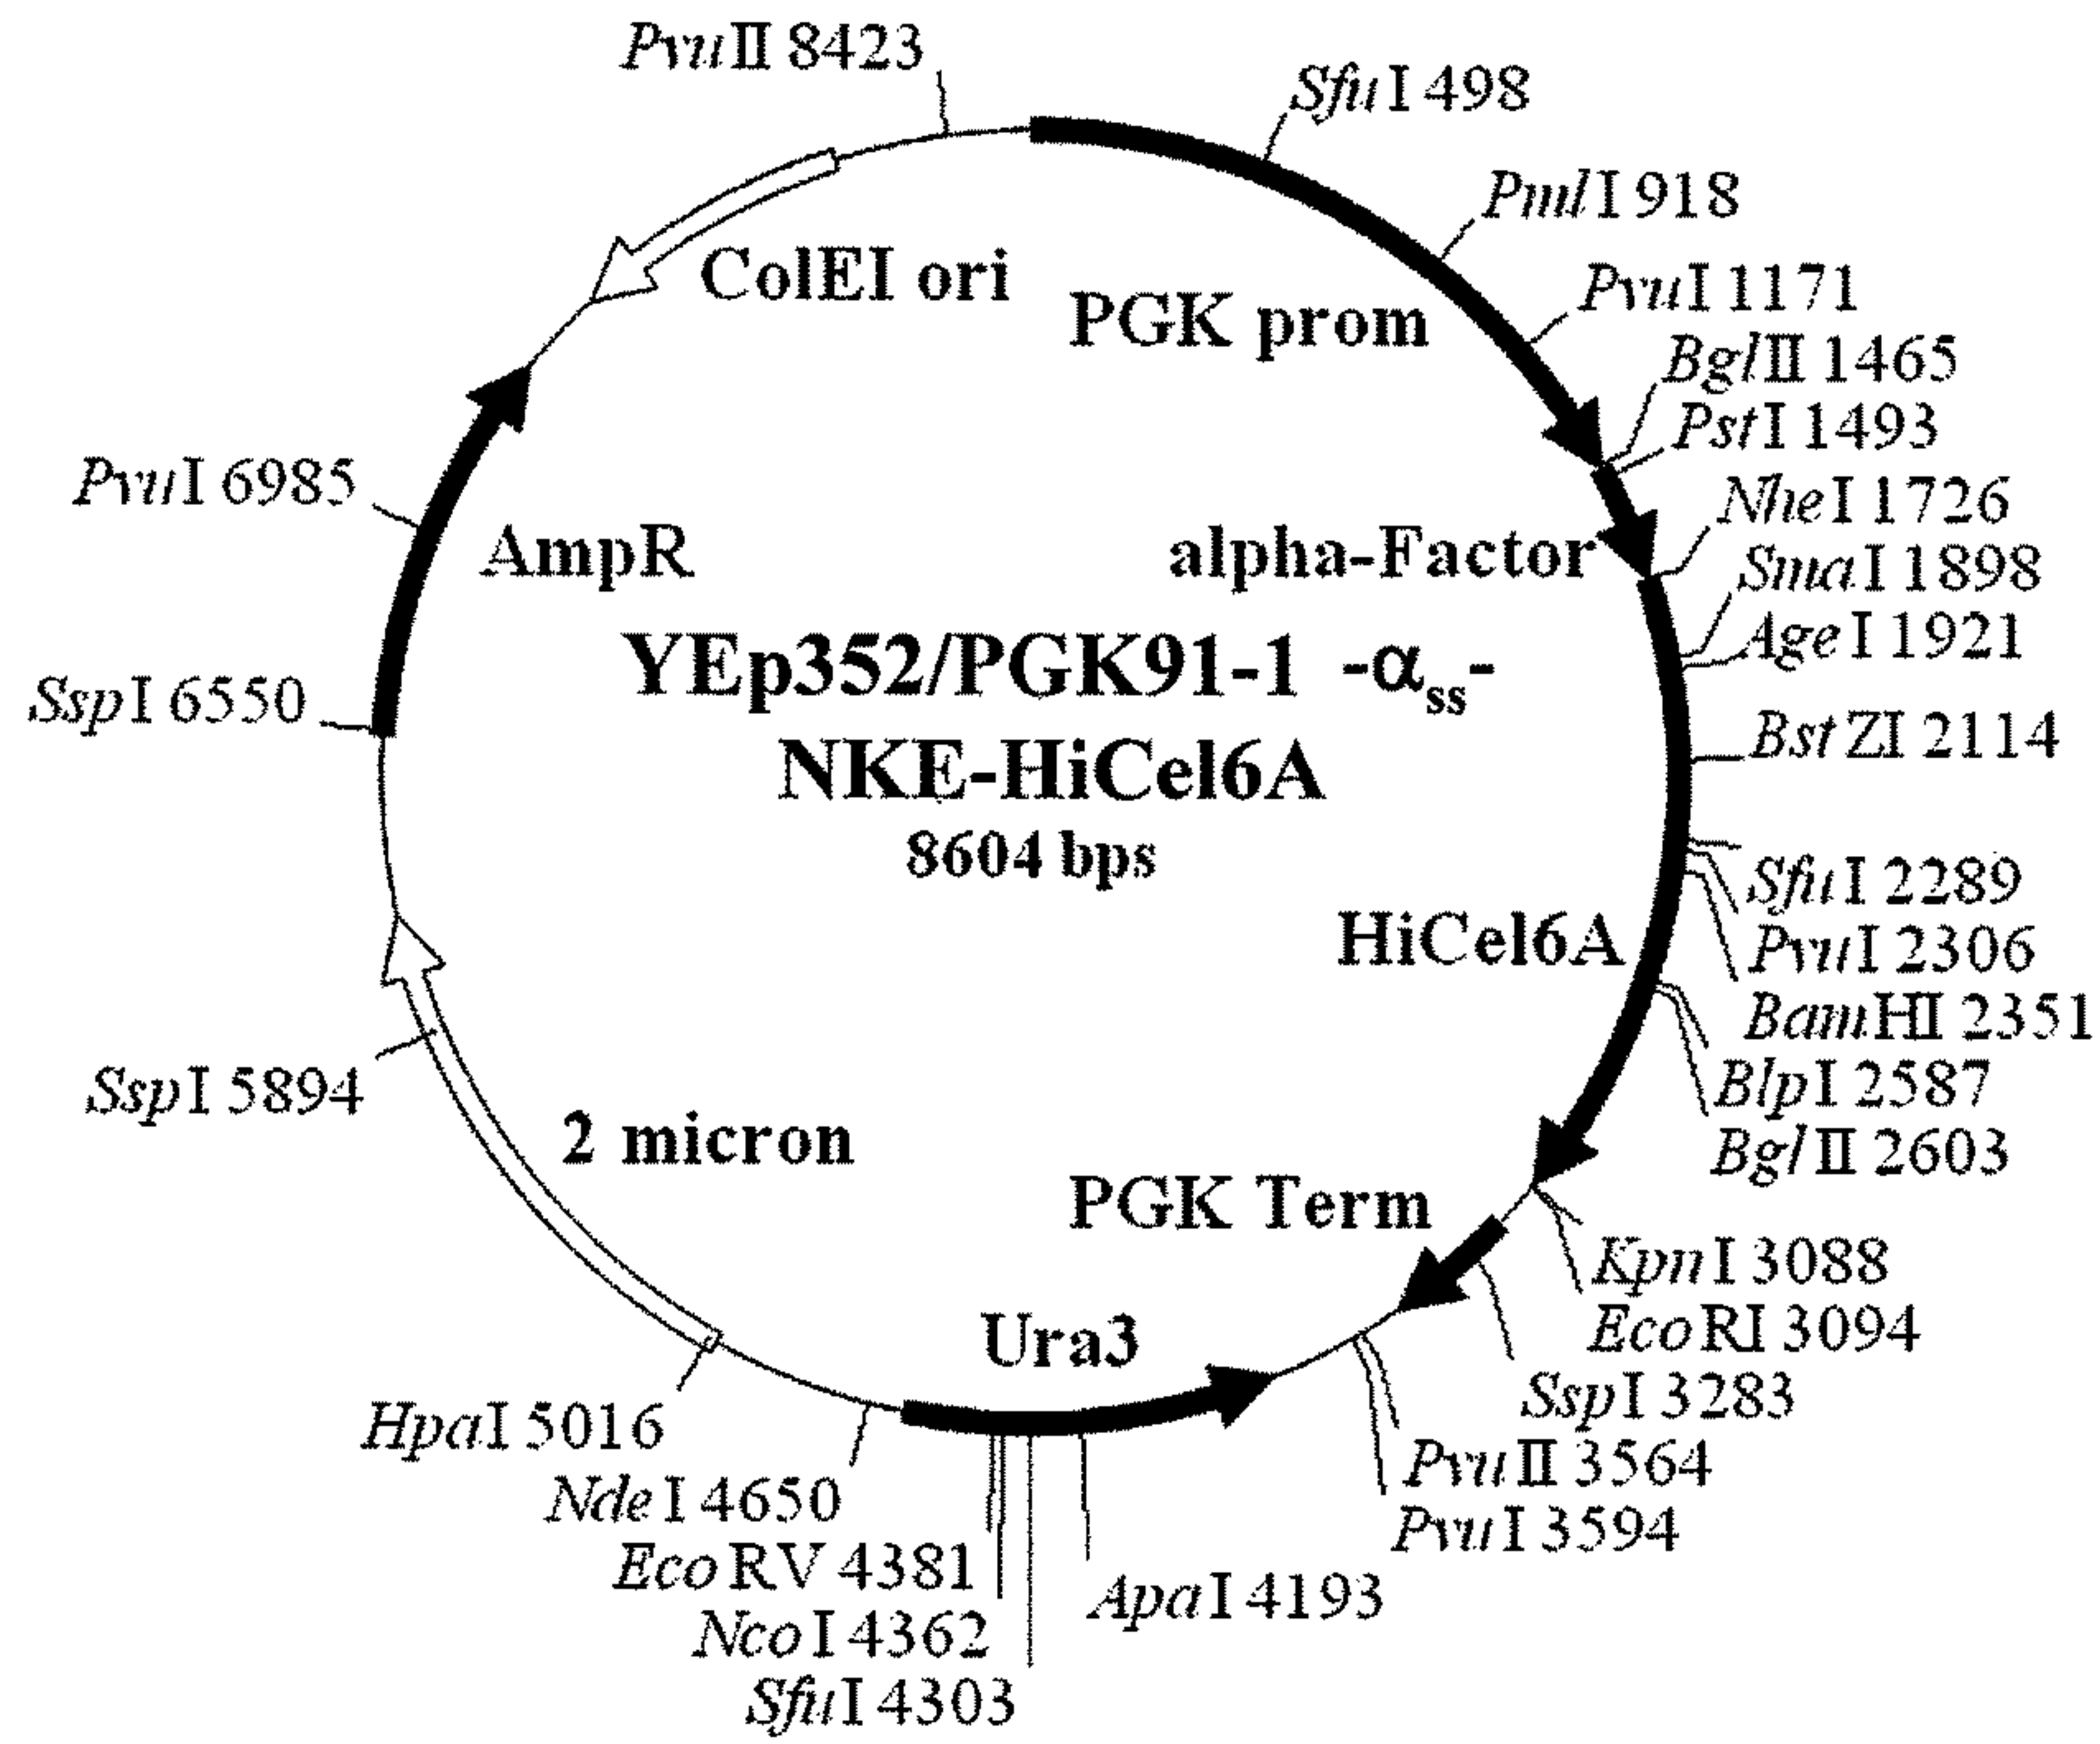 PvuII 8423
SfuI 498
PmlI 918
PvuI 1171
BglII 1465
PstI 1493
NheI 1726
SmaI 1898
AgeI 1921
BstZI 2114
SfuI 2289
PvuI 2306
BamHI 2351
BlpI 2587
BglII 2603
KpnI 3088
EcoRI 3094
SspI 3283
PvuII 3564
PvuI 3594
ApaI 4193
SfuI 4303
NcoI 4362
EcoRV 4381
NdeI 4650
HpaI 5016
SspI 5894
SspI 6550
PvuI 6985
ColEI ori
PGK prom
AmpR
alpha-Factor
YEp352/PGK91-1 -αss-
NKE-HiCel6A
8604 bps
HiCel6A
2 micron
PGK Term
Ura3